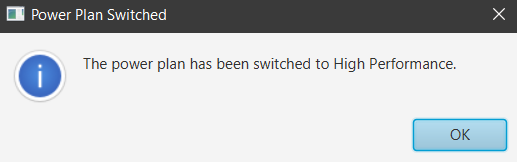 Power Plan Switched
The power plan has been switched to High Performance.
OK